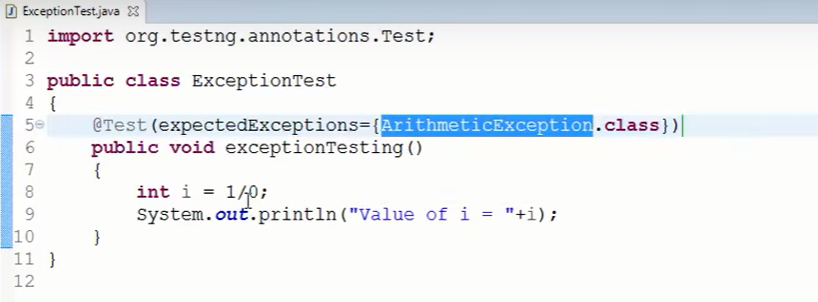 ExceptionTest.java
1 import org.testng.annotations.Test;
2
3 public class ExceptionTest
4 {
5 @Test(expectedExceptions={ArithmeticException.class})
6 public void exceptionTesting()
7 {
8 int i = 1/0;
9 System.out.println("Value of i = "+i);
10 }
11 }
12